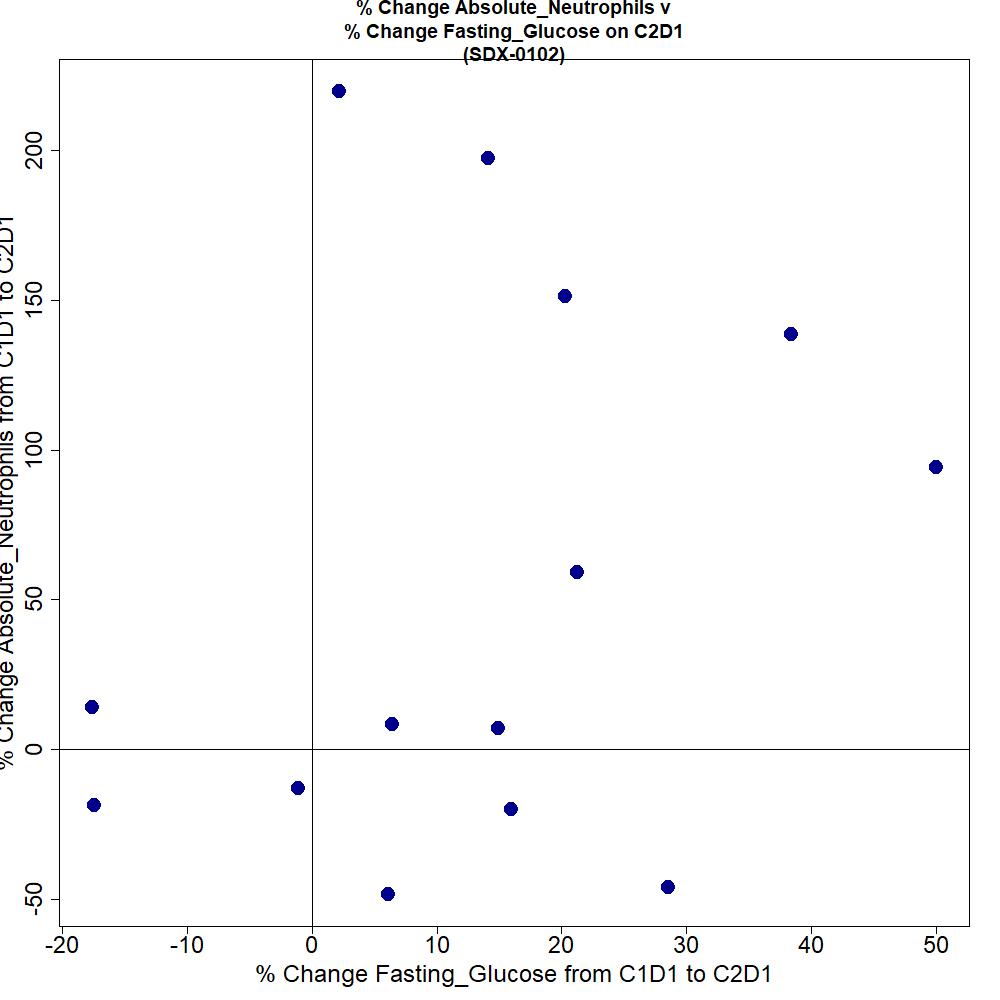 % Change Absolute_Neutrophils v
% Change Fasting_Glucose on C2D1
(SDX-0102)
% Change Absolute_Neutrophils from C1D1 to C2D1
200
150
100
50
0
-50
-20 -10 0 10 20 30 40 50
% Change Fasting_Glucose from C1D1 to C2D1